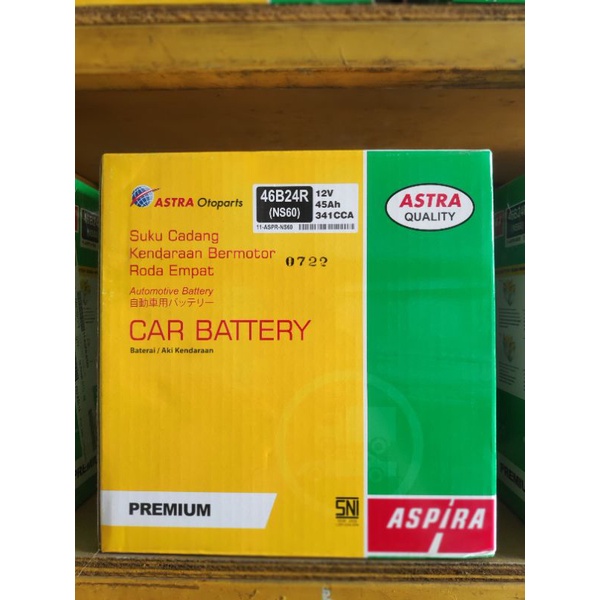 ASTRA Otoparts
46B24R
(NS60)
12V
45Ah
341CCA
11-ASPR-NS60
ASTRA
QUALITY
Suku Cadang
Kendaraan Bermotor
Roda Empat
0722
Automotive Battery
自動車用バッテリー
CAR BATTERY
Baterai / Aki Kendaraan
PREMIUM
SNI
ASPIRA